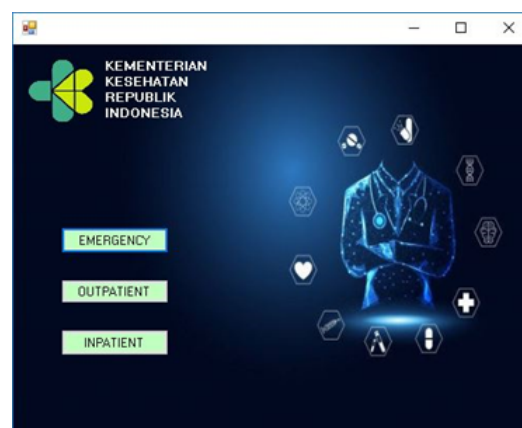 KEMENTERIAN
KESEHATAN
REPUBLIK
INDONESIA
EMERGENCY
OUTPATIENT
INPATIENT